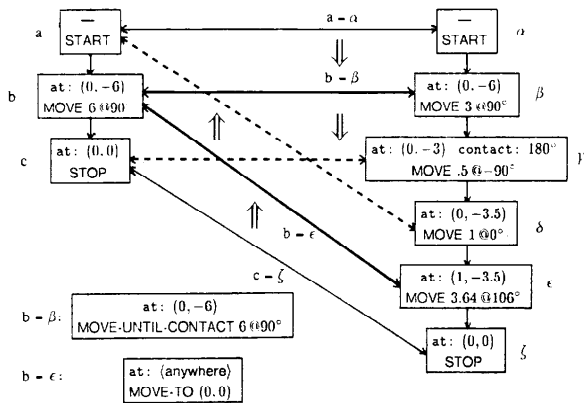 a
—
START
a – α
—
START
α
b
at: (0,-6)
MOVE 6 @90
b – β
at: (0,-6)
MOVE 3 @90°
β
c
at: (0,0)
STOP
at: (0,-3) contact: 180°
MOVE .5 @-90°
at: (0,-3.5)
MOVE 1 @0°
δ
b – ε
at: (1,-3.5)
MOVE 3.64 @106°
ε
c – ζ
b – β:
at: (0,-6)
MOVE-UNTIL-CONTACT 6 @90°
at: (0,0)
STOP
ζ
b – ε:
at: (anywhere)
MOVE-TO (0,0)